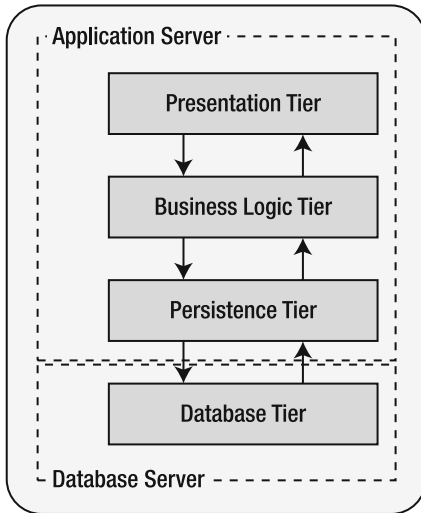 Application Server
Presentation Tier
Business Logic Tier
Persistence Tier
Database Tier
Database Server